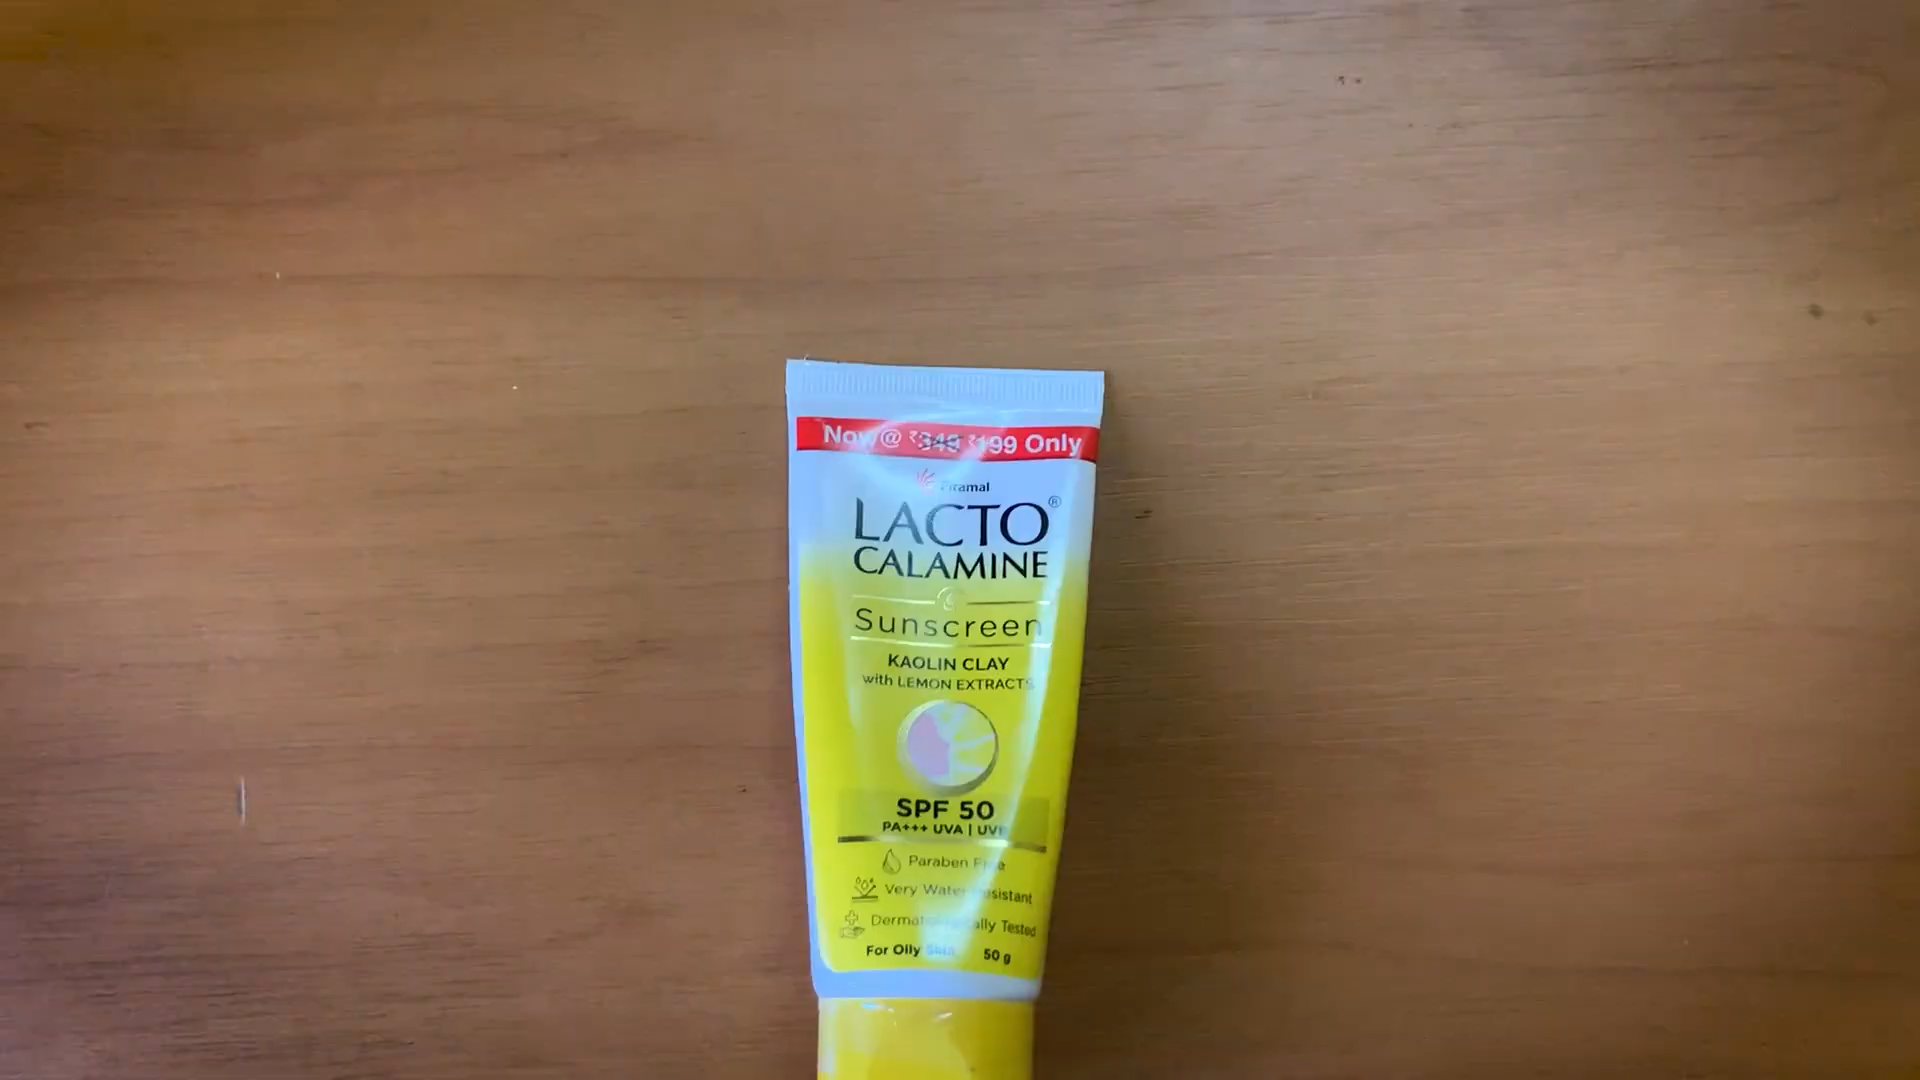 Now @ ₹349 ₹199 Only
Piramal
LACTO®
CALAMINE
Sunscreen
KAOLIN CLAY
with LEMON EXTRACTS
SPF 50
PA+++ UVA | UVB
Paraben Free
Very Water Resistant
Dermatologically Tested
For Oily Skin 50 g